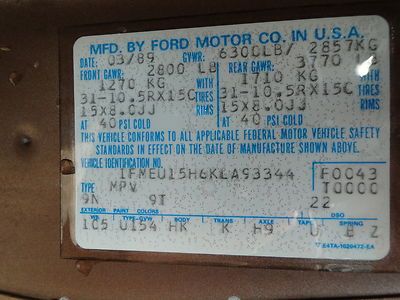 MFD. BY FORD MOTOR CO. IN U.S.A.
DATE: 03/89 GVWR: 6300LB/ 2857KG
FRONT GAWR: 2800 LB REAR GAWR: 3770 LB
1270 KG WITH 1710 KG WITH
31-10.5RX15C TIRES 31-10.5RX15C TIRES
15X8.0JJ RIMS 15X8.0JJ RIMS
AT 40 PSI COLD AT 40 PSI COLD
THIS VEHICLE CONFORMS TO ALL APPLICABLE FEDERAL MOTOR VEHICLE SAFETY
STANDARDS IN EFFECT ON THE DATE OF MANUFACTURE SHOWN ABOVE.
VEHICLE IDENTIFICATION NO. 1FMEU15H6KLA93344 F0043
TYPE MPV T0000
9N 9I 22
EXTERIOR PAINT COLORS DSO
WB TYPE-GVW BODY TRANS AXLE TAPE SPRING
105 U154 HK K H9 U